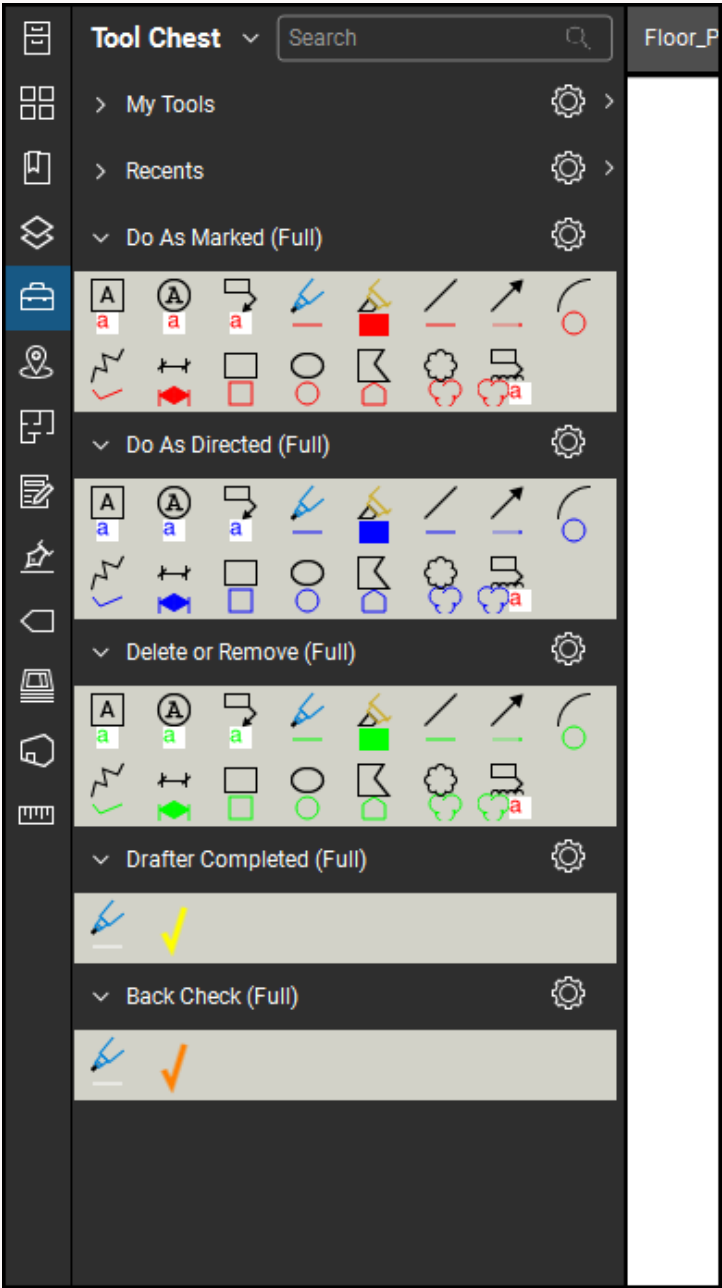 Tool Chest Search Floor_P
My Tools
Recents
Do As Marked (Full)
A A
a a a
a
Do As Directed (Full)
A A
a a a
a
Delete or Remove (Full)
A A
a a a
a
Drafter Completed (Full)
Back Check (Full)